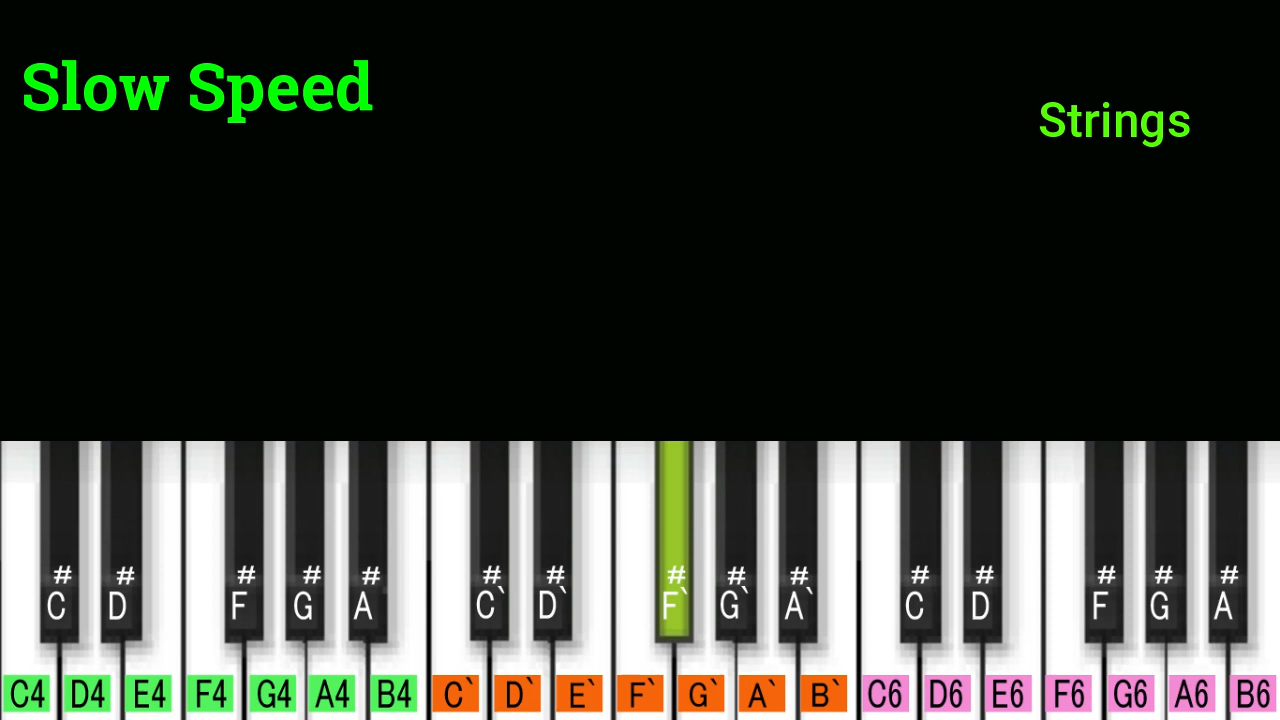 Slow Speed
Strings
# # # # # # # # # # # # # # #
C D F G A C` D` F` G` A` C D F G A
C4 D4 E4 F4 G4 A4 B4 C` D` E` F` G` A` B` C6 D6 E6 F6 G6 A6 B6